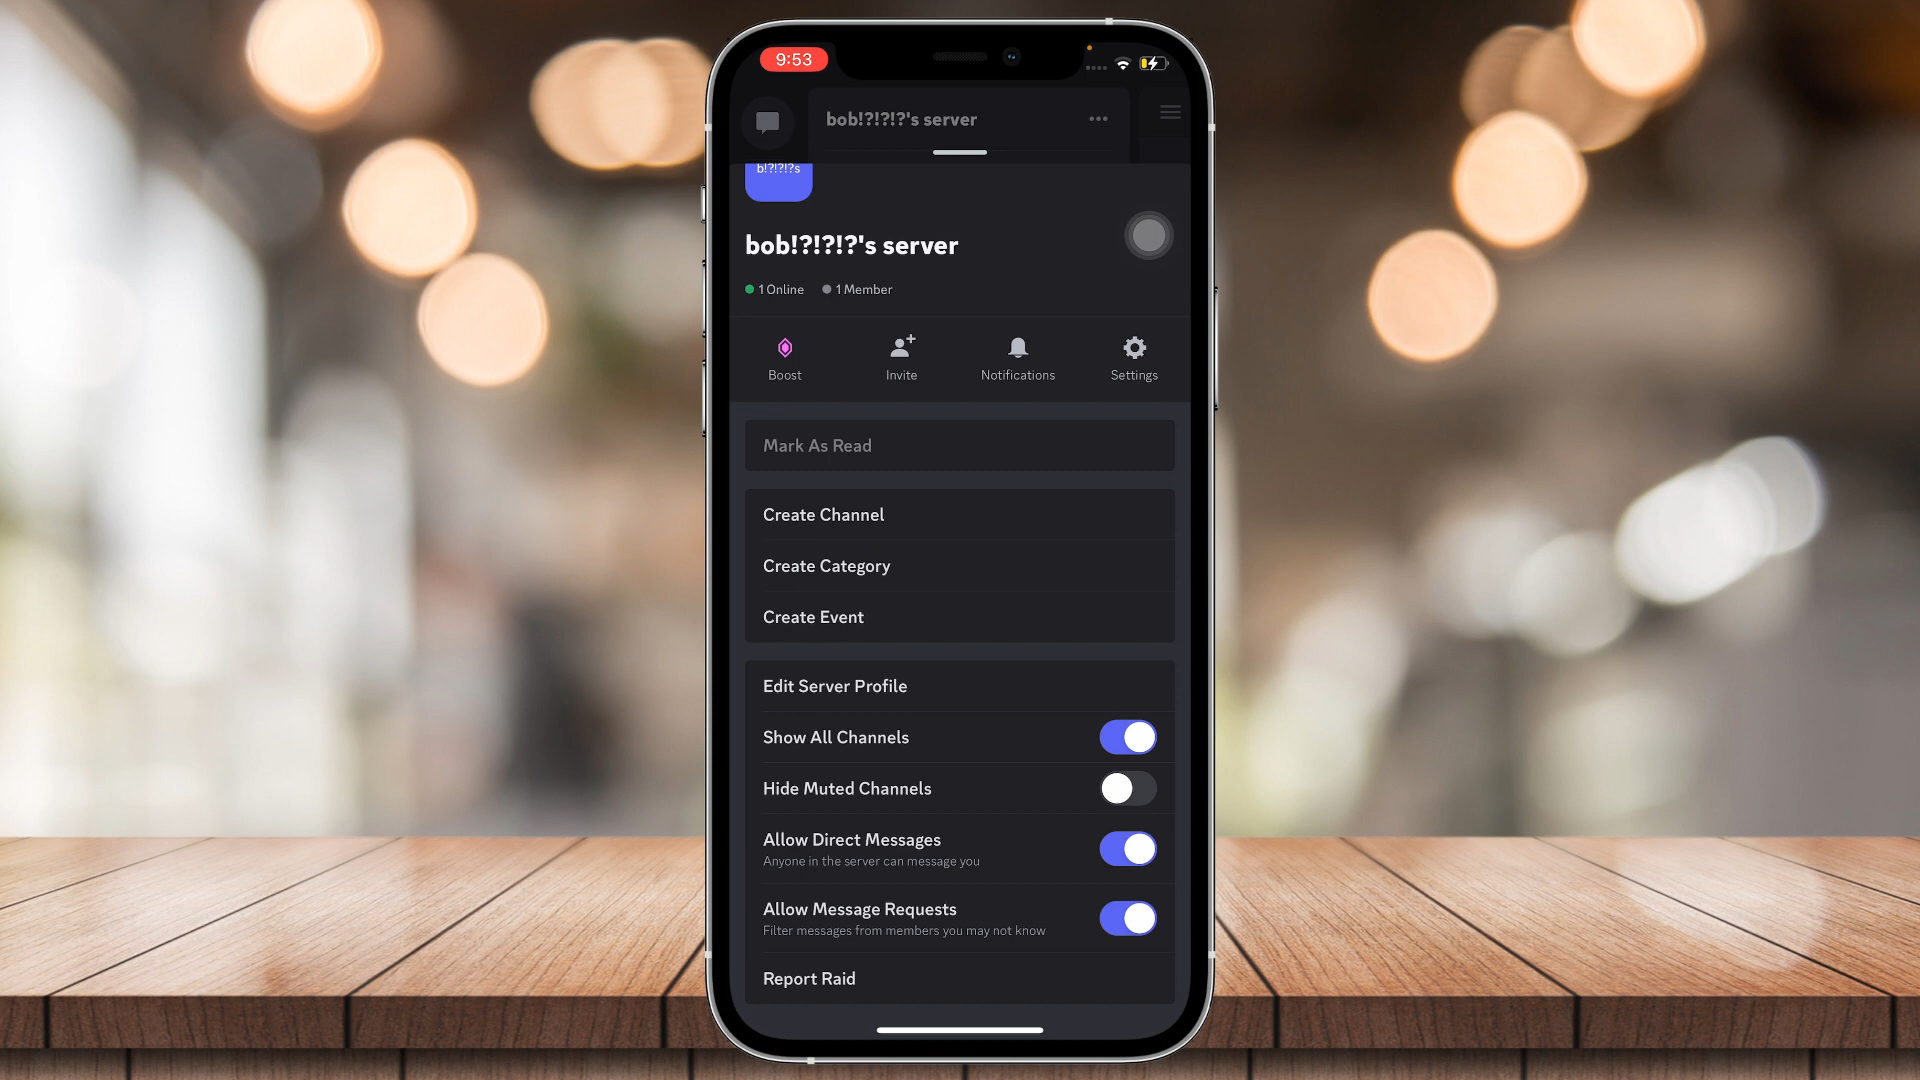 9:53
bob!?!?!?'s server
b!?!?!?s
bob!?!?!?'s server
1 Online 1 Member
Boost Invite Notifications Settings
Mark As Read
Create Channel
Create Category
Create Event
Edit Server Profile
Show All Channels
Hide Muted Channels
Allow Direct Messages
Anyone in the server can message you
Allow Message Requests
Filter messages from members you may not know
Report Raid